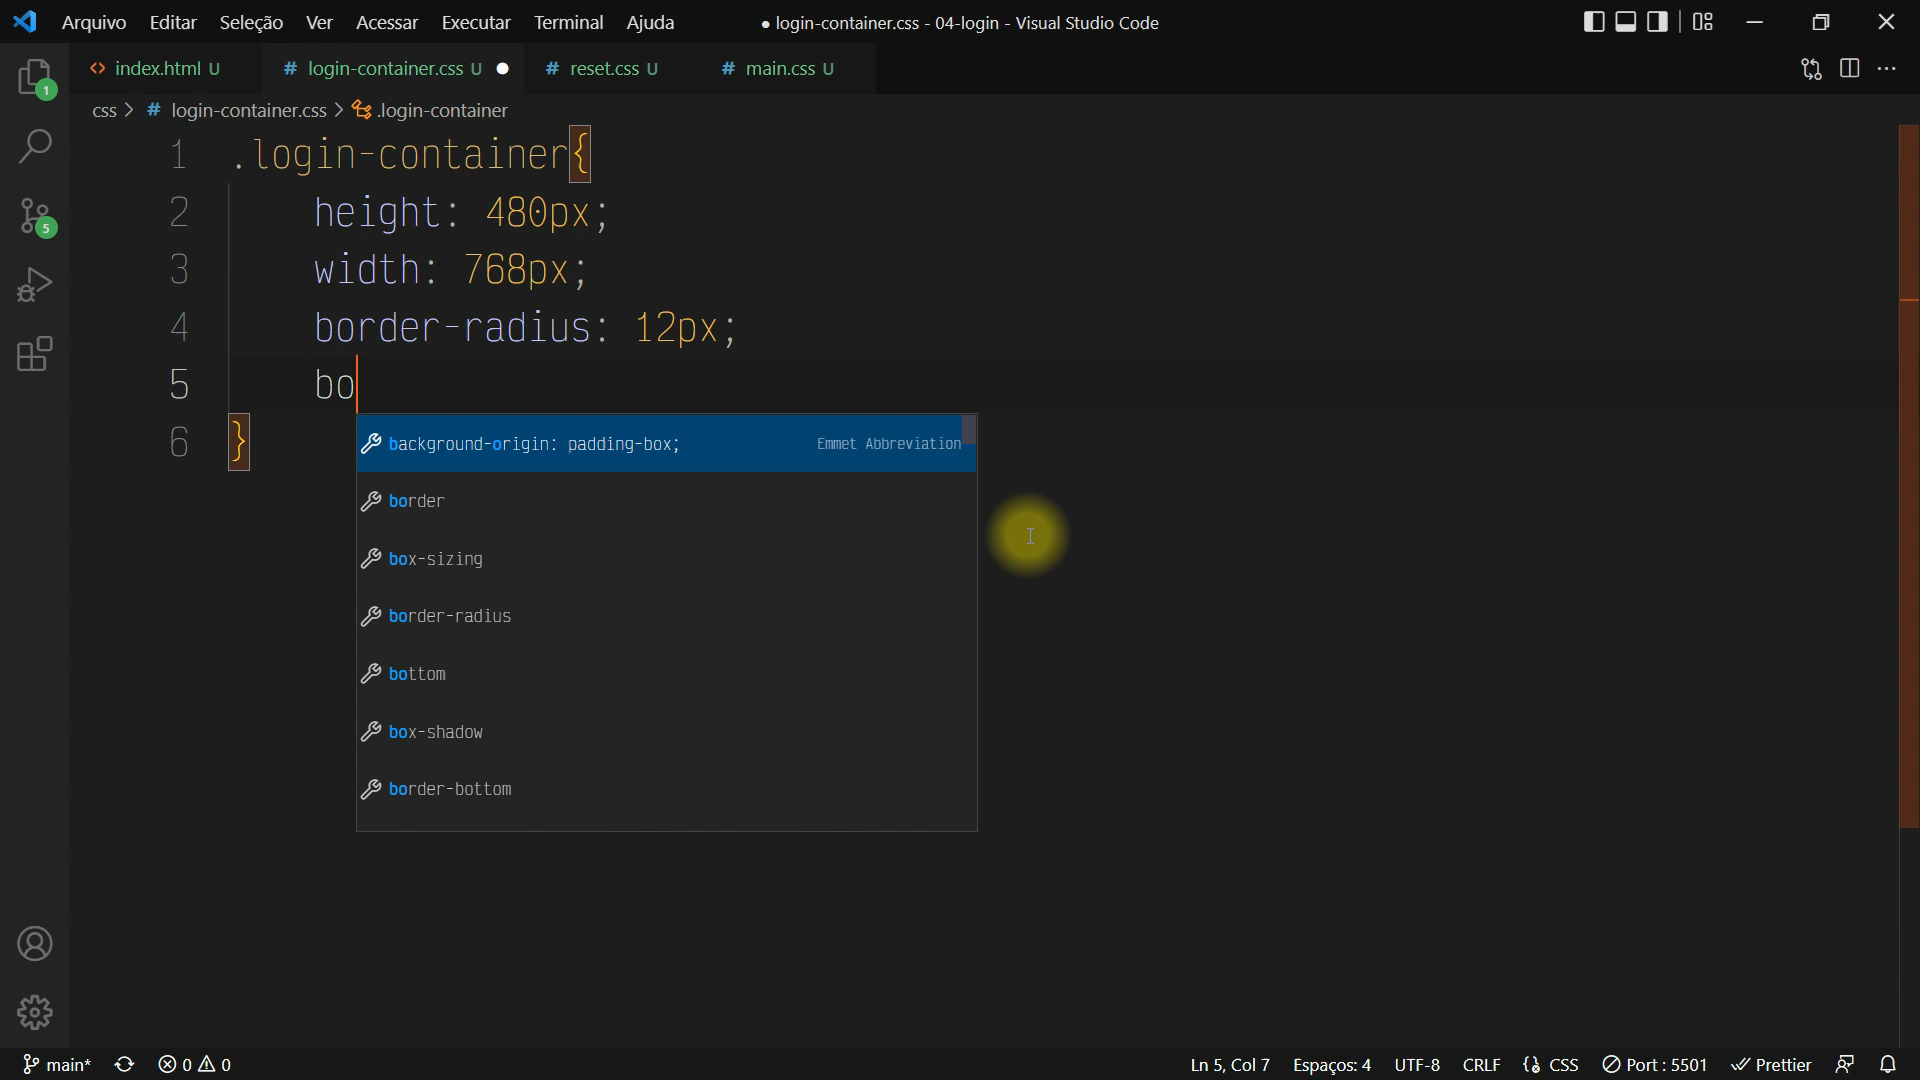 Arquivo Editar Seleção Ver Acessar Executar Terminal Ajuda
● login-container.css - 04-login - Visual Studio Code
<> index.html U
# login-container.css U ●
# reset.css U
# main.css U
css > # login-container.css > .login-container
1 .login-container{
2 height: 480px;
3 width: 768px;
4 border-radius: 12px;
5 bo
6 }
background-origin: padding-box; Emmet Abbreviation
border
box-sizing
border-radius
bottom
box-shadow
border-bottom
1
5
main* 0 0
Ln 5, Col 7 Espaços: 4 UTF-8 CRLF {} CSS Port : 5501 Prettier